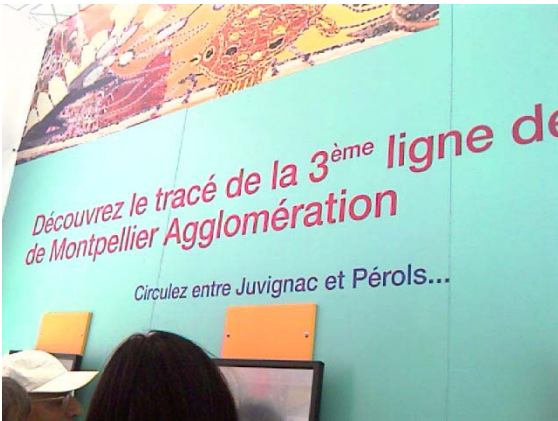 Découvrez le tracé de la 3ème ligne de
de Montpellier Agglomération
Circulez entre Juvignac et Pérols...